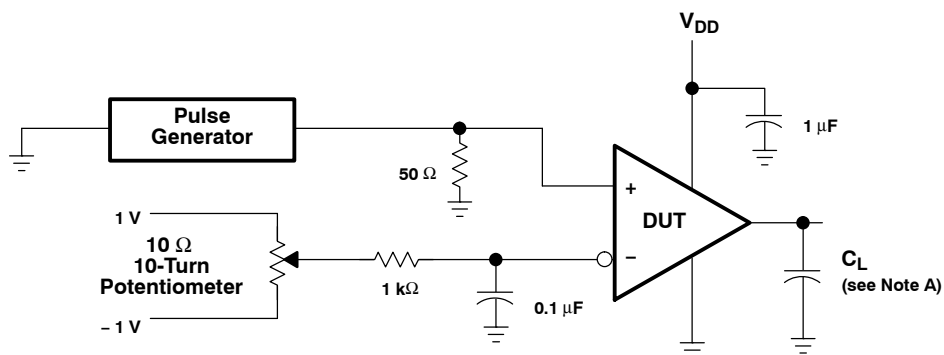 V_DD
Pulse
Generator
1 μF
50 Ω
+
DUT
1 V
10 Ω
10-Turn
Potentiometer
– 1 V
1 kΩ
0.1 μF
–
C_L
(see Note A)